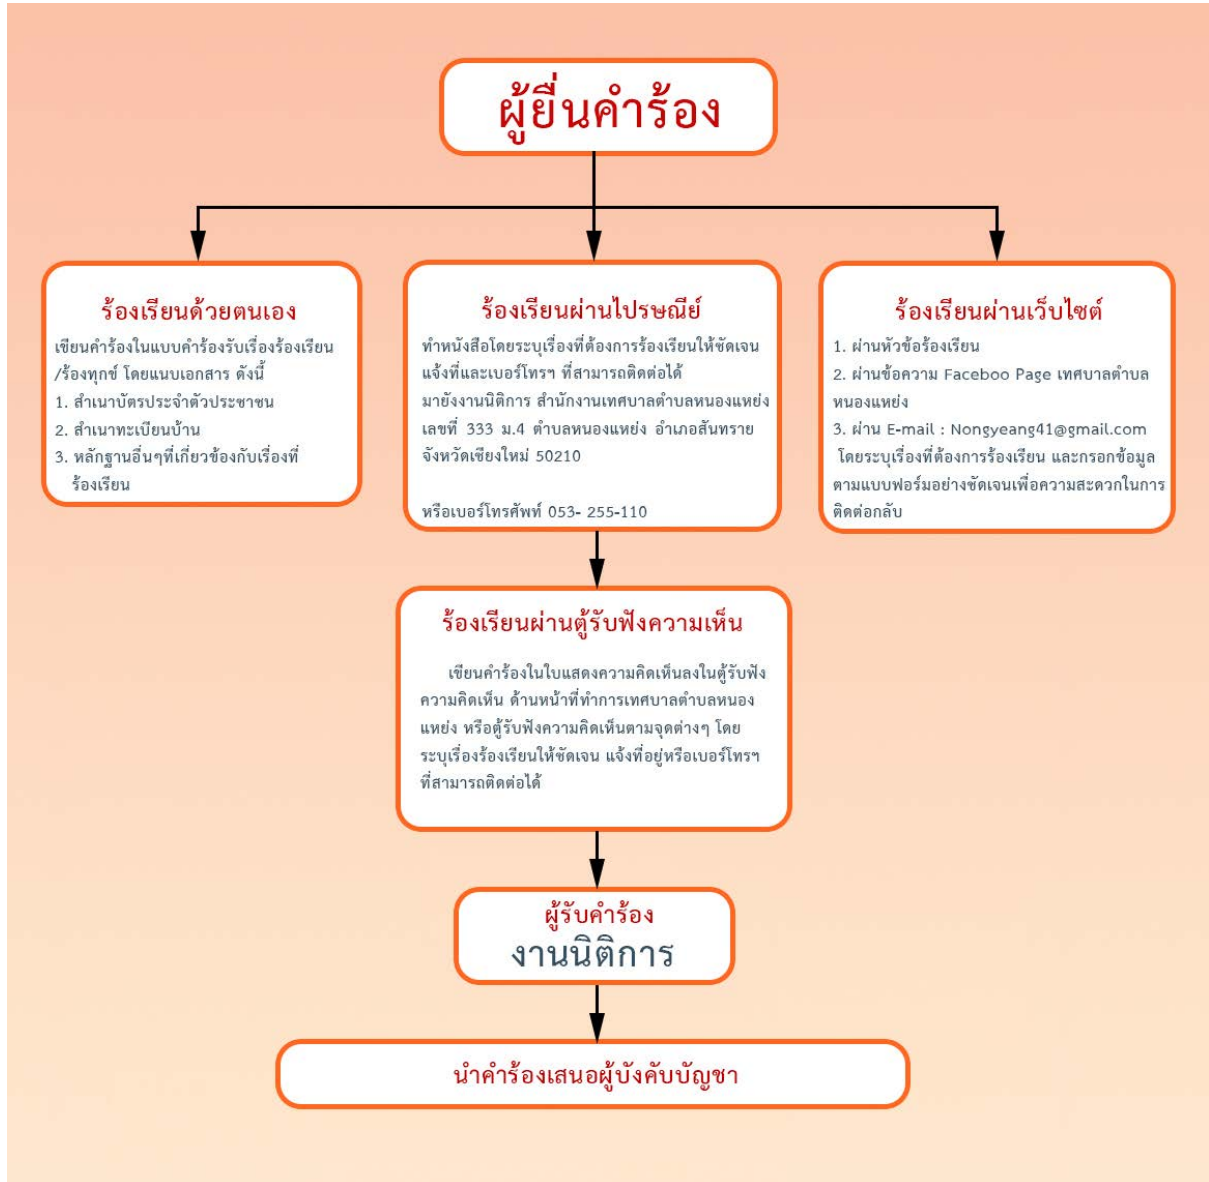 ผู้ยื่นคำร้อง
ร้องเรียนด้วยตนเอง
เขียนคำร้องในแบบคำร้องรับเรื่องร้องเรียน
/ร้องทุกข์ โดยแนบเอกสาร ดังนี้
1. สำเนาบัตรประจำตัวประชาชน
2. สำเนาทะเบียนบ้าน
3. หลักฐานอื่นๆที่เกี่ยวข้องกับเรื่องที่
ร้องเรียน
ร้องเรียนผ่านไปรษณีย์
ทำหนังสือโดยระบุเรื่องที่ต้องการร้องเรียนให้ชัดเจน
แจ้งที่และเบอร์โทรฯ ที่สามารถติดต่อได้
มายังงานนิติการ สำนักงานเทศบาลตำบลหนองแหย่ง
เลขที่ 333 ม.4 ตำบลหนองแหย่ง อำเภอสันทราย
จังหวัดเชียงใหม่ 50210
หรือเบอร์โทรศัพท์ 053- 255-110
ร้องเรียนผ่านเว็บไซต์
1. ผ่านหัวข้อร้องเรียน
2. ผ่านข้อความ Faceboo Page เทศบาลตำบล
หนองแหย่ง
3. ผ่าน E-mail : Nongyeang41@gmail.com
โดยระบุเรื่องที่ต้องการร้องเรียน และกรอกข้อมูล
ตามแบบฟอร์มอย่างชัดเจนเพื่อความสะดวกในการ
ติดต่อกลับ
ร้องเรียนผ่านตู้รับฟังความเห็น
เขียนคำร้องในใบแสดงความคิดเห็นลงในตู้รับฟัง
ความคิดเห็น ด้านหน้าที่ทำการเทศบาลตำบลหนอง
แหย่ง หรือตู้รับฟังความคิดเห็นตามจุดต่างๆ โดย
ระบุเรื่องร้องเรียนให้ชัดเจน แจ้งที่อยู่หรือเบอร์โทรฯ
ที่สามารถติดต่อได้
ผู้รับคำร้อง
งานนิติการ
นำคำร้องเสนอผู้บังคับบัญชา